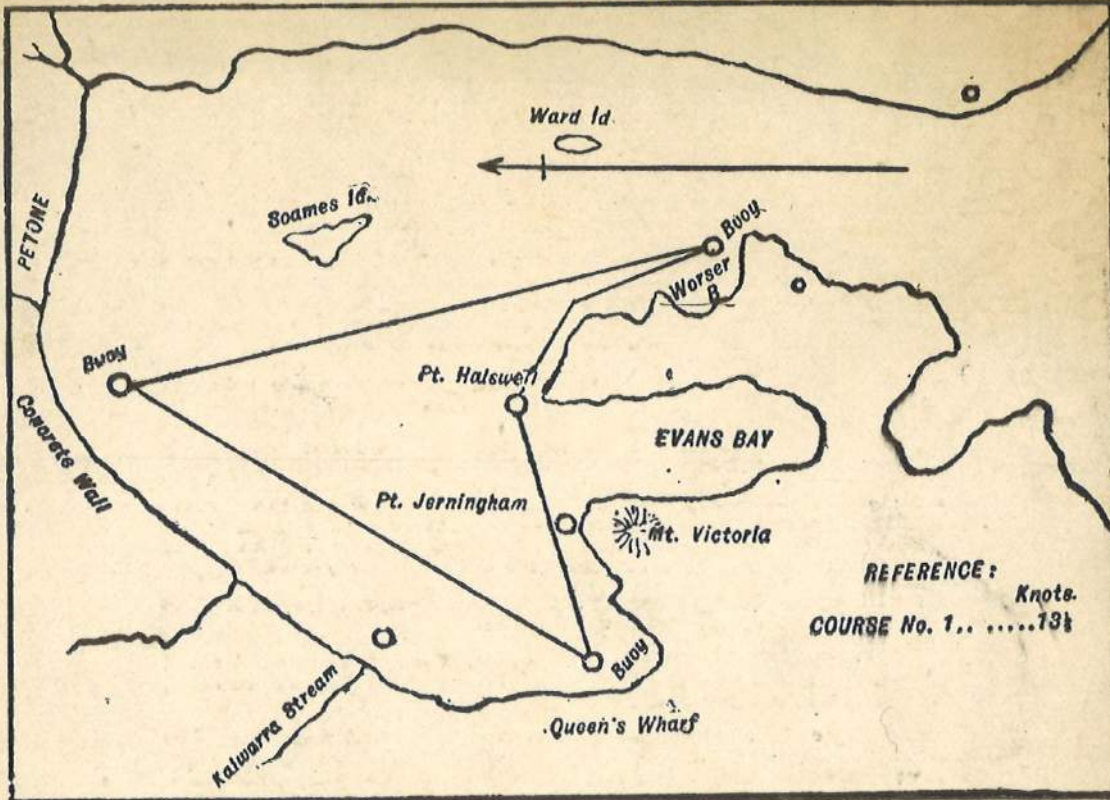 Ward Id.
Soames Id.
PETONE
Buoy
Worser
B.
Buoy
Pt. Halswell
Concrete Wall
EVANS BAY
Pt. Jerningham
Mt. Victoria
REFERENCE:
Knots.
COURSE No. 1.. .....13½
Buoy
Kaiwarra Stream
Queen's Wharf